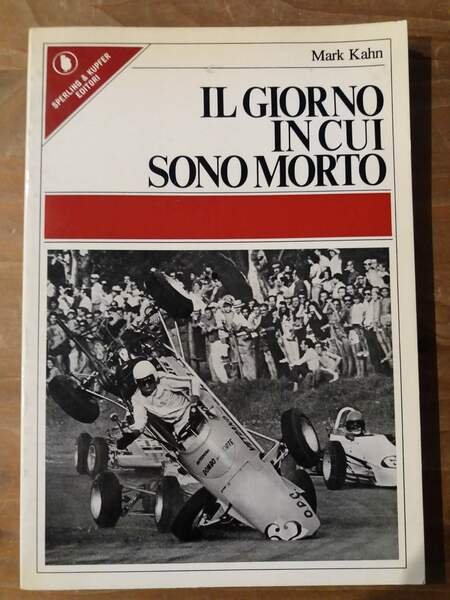 SPERLING & KUPFER
EDITORI
Mark Kahn
IL GIORNO
IN CUI
SONO MORTO